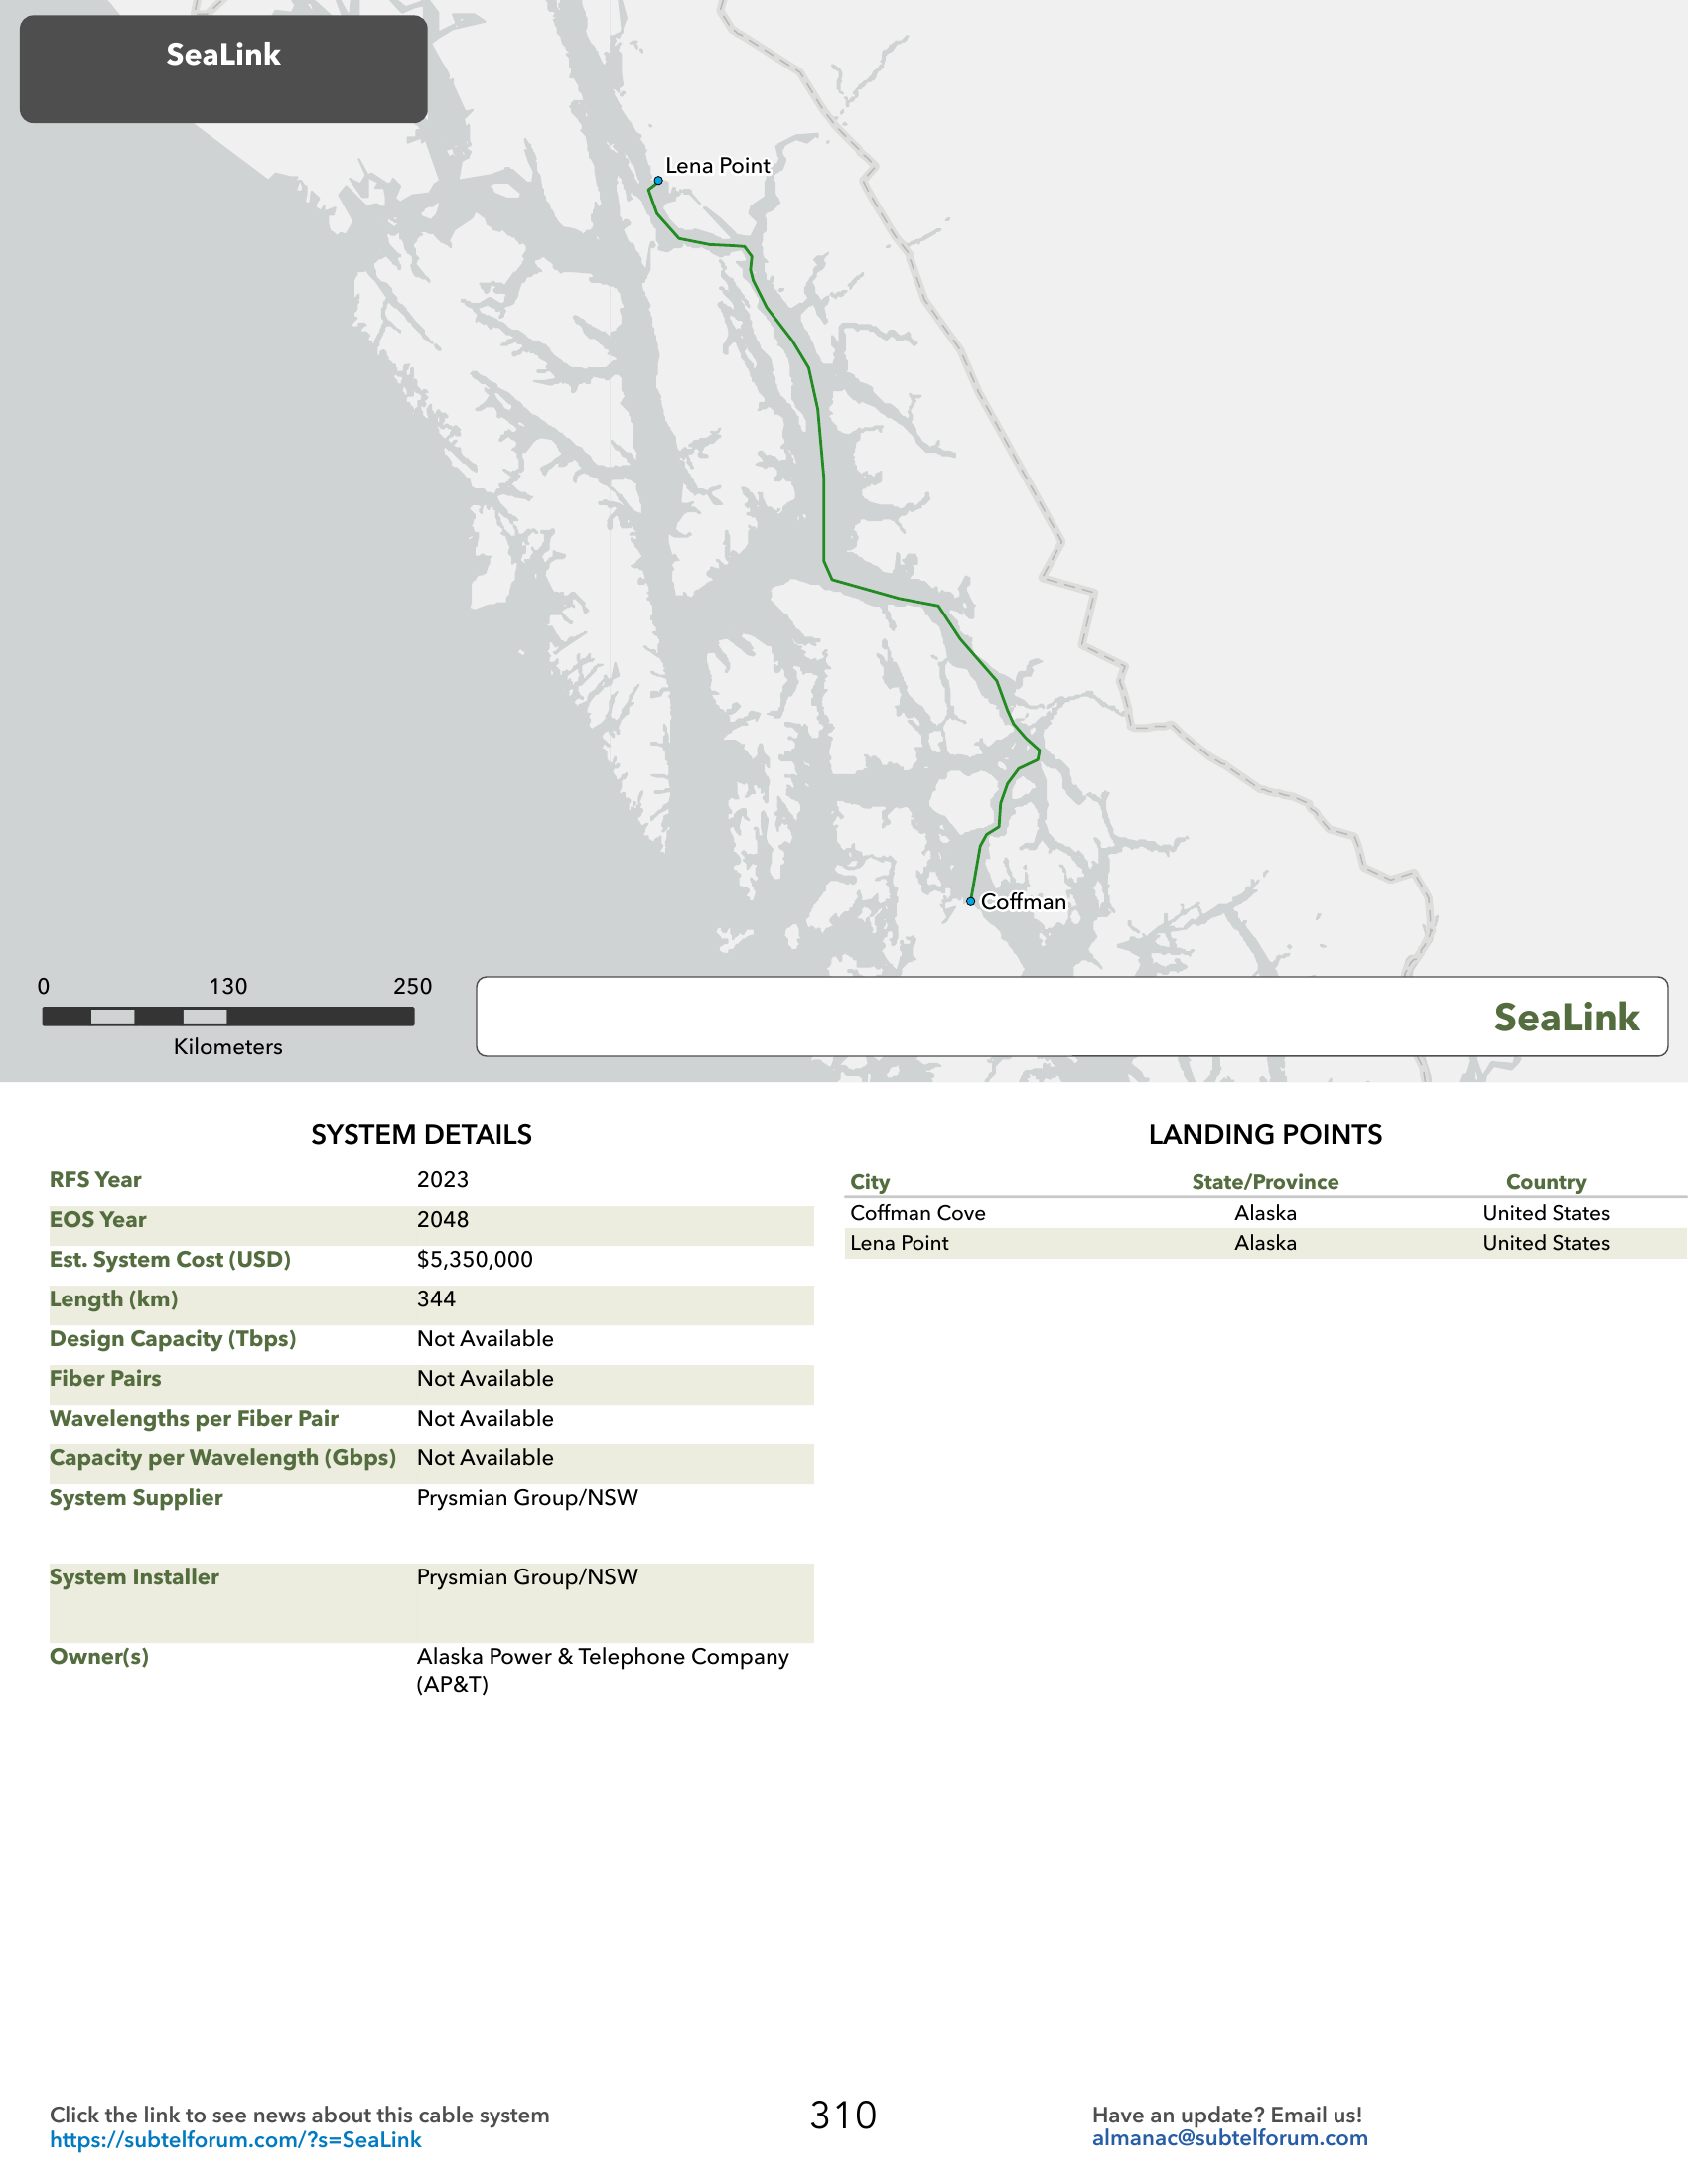 SeaLink
Lena Point
Coffman
0 130 250
Kilometers
SeaLink
SYSTEM DETAILS
RFS Year 2023
EOS Year 2048
Est. System Cost (USD) $5,350,000
Length (km) 344
Design Capacity (Tbps) Not Available
Fiber Pairs Not Available
Wavelengths per Fiber Pair Not Available
Capacity per Wavelength (Gbps) Not Available
System Supplier Prysmian Group/NSW
System Installer Prysmian Group/NSW
Owner(s) Alaska Power & Telephone Company
(AP&T)
LANDING POINTS
City State/Province Country
Coffman Cove Alaska United States
Lena Point Alaska United States
Click the link to see news about this cable system
https://subtelforum.com/?s=SeaLink
310
Have an update? Email us!
almanac@subtelforum.com